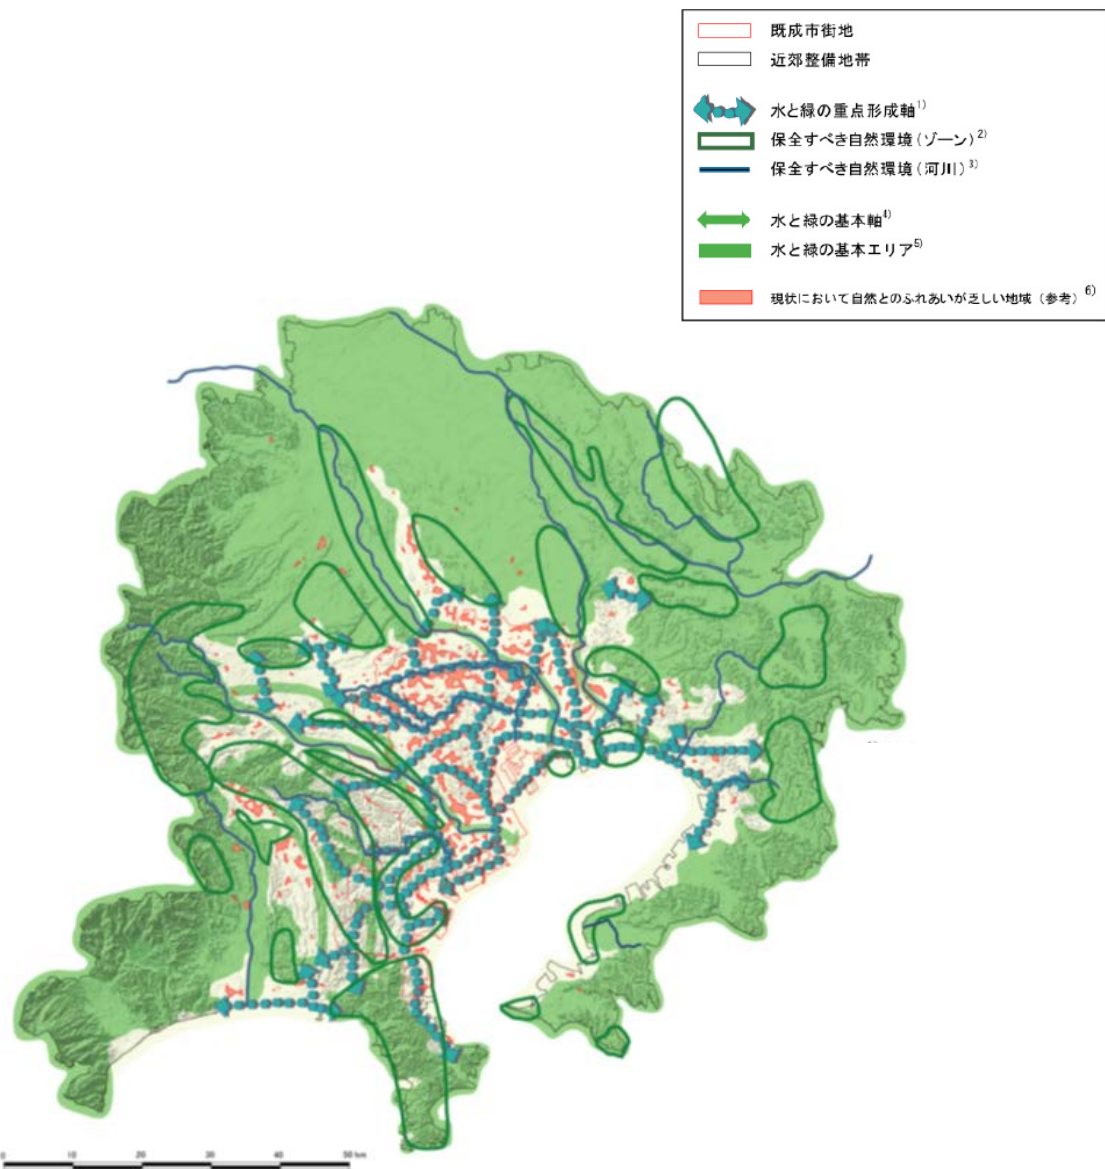 既成市街地
近郊整備地帯
水と緑の重点形成軸1)
保全すべき自然環境(ゾーン)2)
保全すべき自然環境(河川)3)
水と緑の基本軸4)
水と緑の基本エリア5)
現状において自然とのふれあいが乏しい地域(参考)6)
0 10 20 30 40 50 km